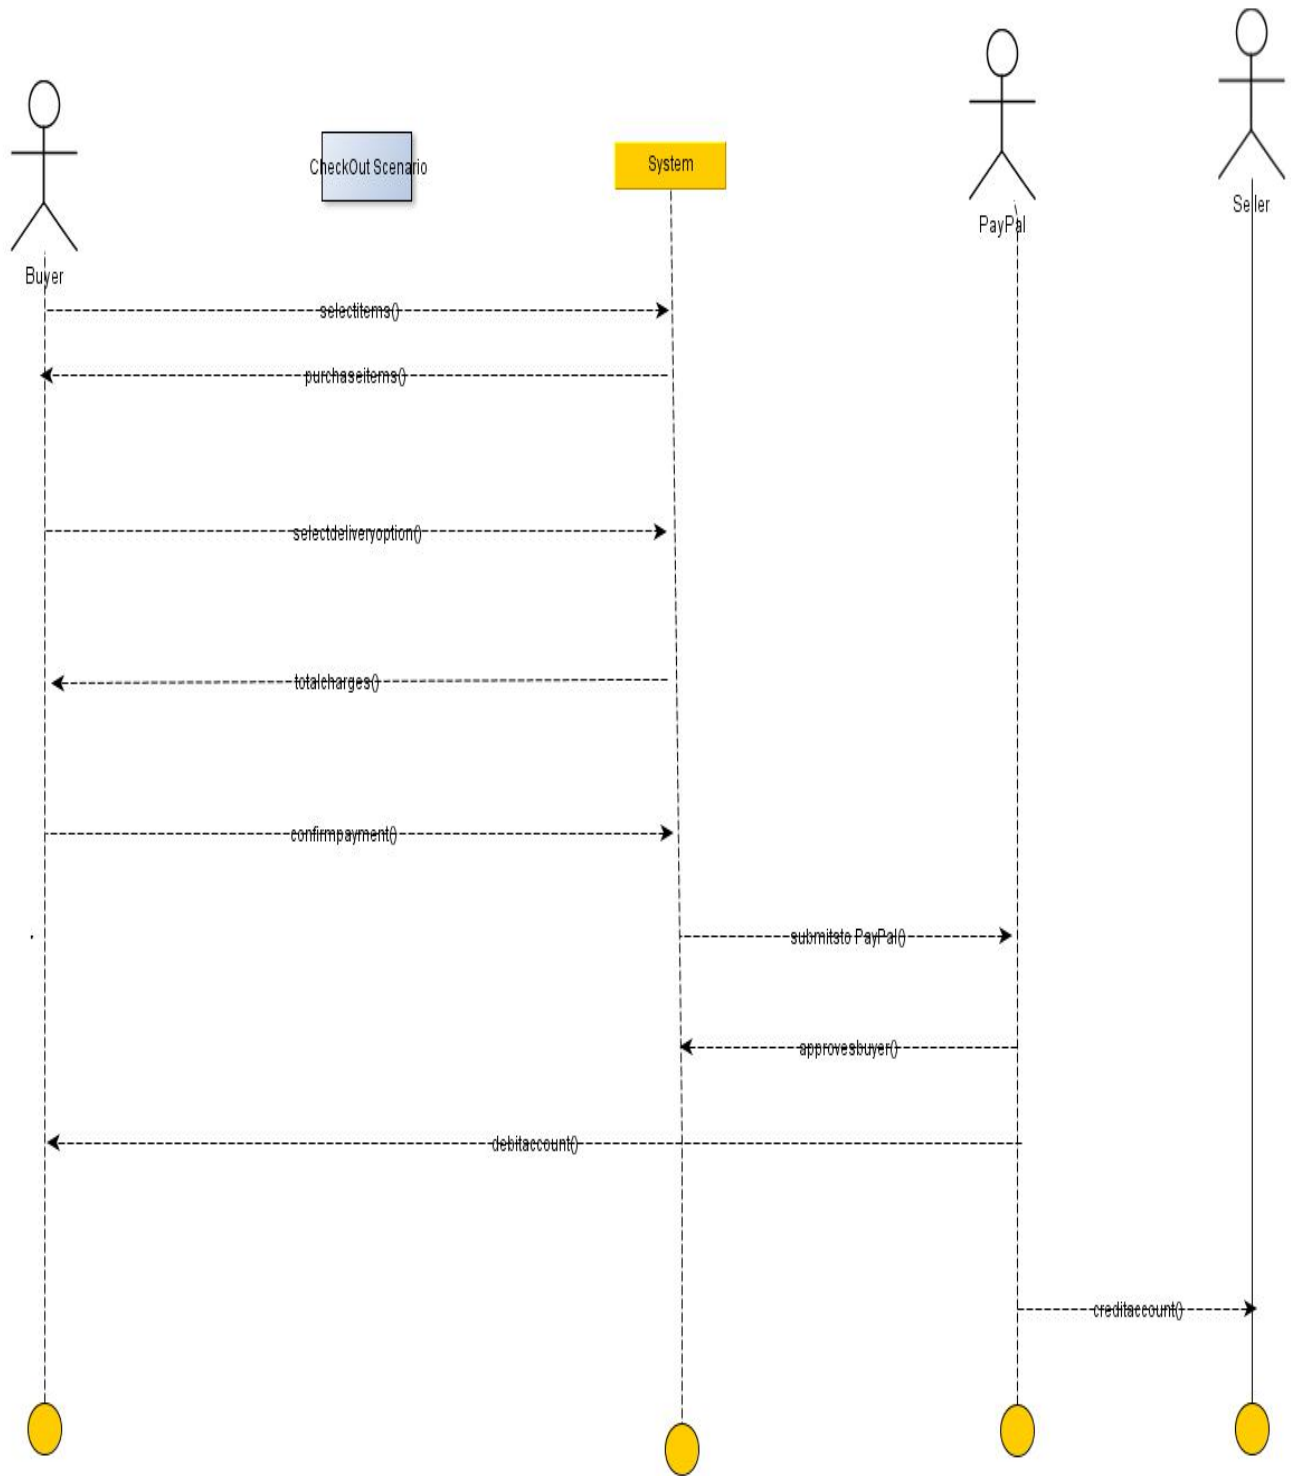 CheckOut Scenario
System
PayPal
Seller
Buyer
selectitems()
purchaseitems()
selectdeliveryoption()
totalcharges()
confirmpayment()
submitsto PayPal()
approvesbuyer()
debitaccount()
creditaccount()